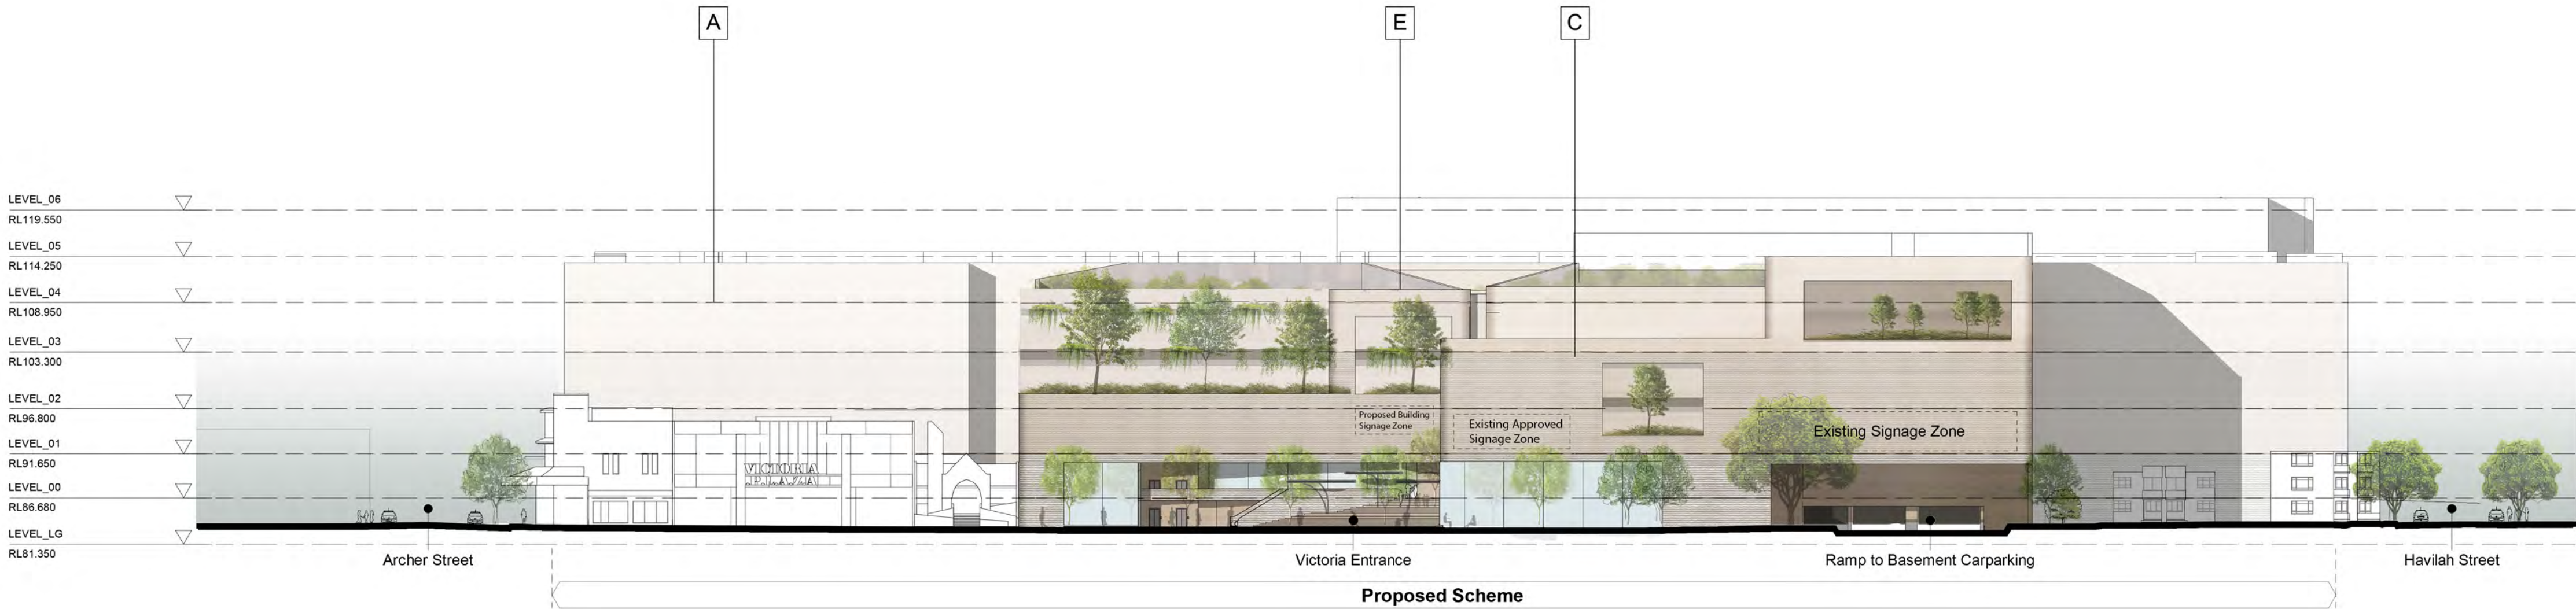 A
E
C
LEVEL_06
RL119.550
LEVEL_05
RL114.250
LEVEL_04
RL108.950
LEVEL_03
RL103.300
LEVEL_02
RL96.800
LEVEL_01
RL91.650
LEVEL_00
RL86.680
LEVEL_LG
RL81.350
VICTORIA
PLAZA
Proposed Building
Signage Zone
Existing Approved
Signage Zone
Existing Signage Zone
Archer Street
Victoria Entrance
Ramp to Basement Carparking
Havilah Street
Proposed Scheme